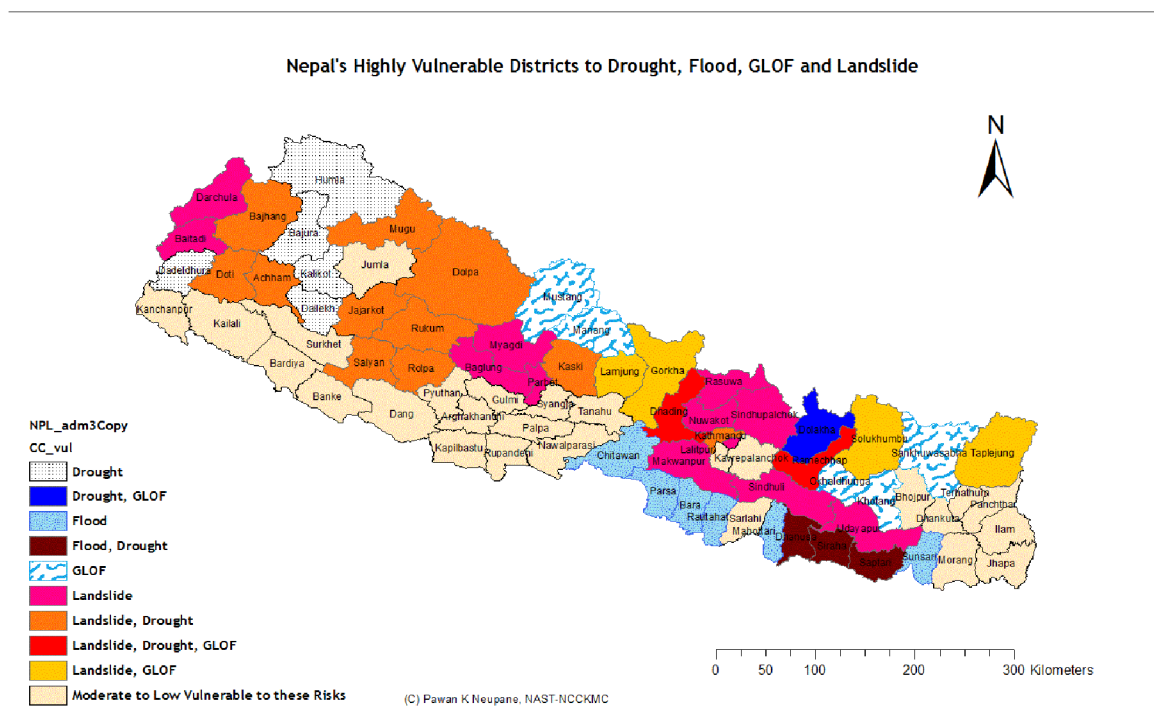 Nepal's Highly Vulnerable Districts to Drought, Flood, GLOF and Landslide
N
Humla
Darchula
Bajhang
Mugu
Bajura
Baitadi
Jumla
Dadeldhura
Doti
Achham
Kalikot
Dolpa
Mustang
Kanchanpur
Kailali
Dailekh
Jajarkot
Rukum
Manang
Surkhet
Myagdi
Bardiya
Salyan
Rolpa
Baglung
Parbat
Kaski
Lamjung
Gorkha
Rasuwa
Banke
Dang
Pyuthan
Gulmi
Syangja
Tanahu
Dhading
Nuwakot
Sindhupalchok
Dolakha
Solukhumbu
Sankhuwasabha
Taplejung
Arghakhanchi
Palpa
Kathmandu
Kapilbastu
Rupandehi
Nawalparasi
Chitawan
Makwanpur
Lalitpur
Kavrepalanchok
Ramechhap
Okhaldhunga
Khotang
Bhojpur
Terhathum
Panchthar
Parsa
Bara
Rautahat
Sarlahi
Mahottari
Sindhuli
Udayapur
Dhankuta
Ilam
Dhanusa
Siraha
Saptari
Sunsari
Morang
Jhapa
NPL_adm3Copy
CC_vul
Drought
Drought, GLOF
Flood
Flood, Drought
GLOF
Landslide
Landslide, Drought
Landslide, Drought, GLOF
Landslide, GLOF
Moderate to Low Vulnerable to these Risks
0 50 100 200 300 Kilometers
(C) Pawan K Neupane, NAST-NCCKMC